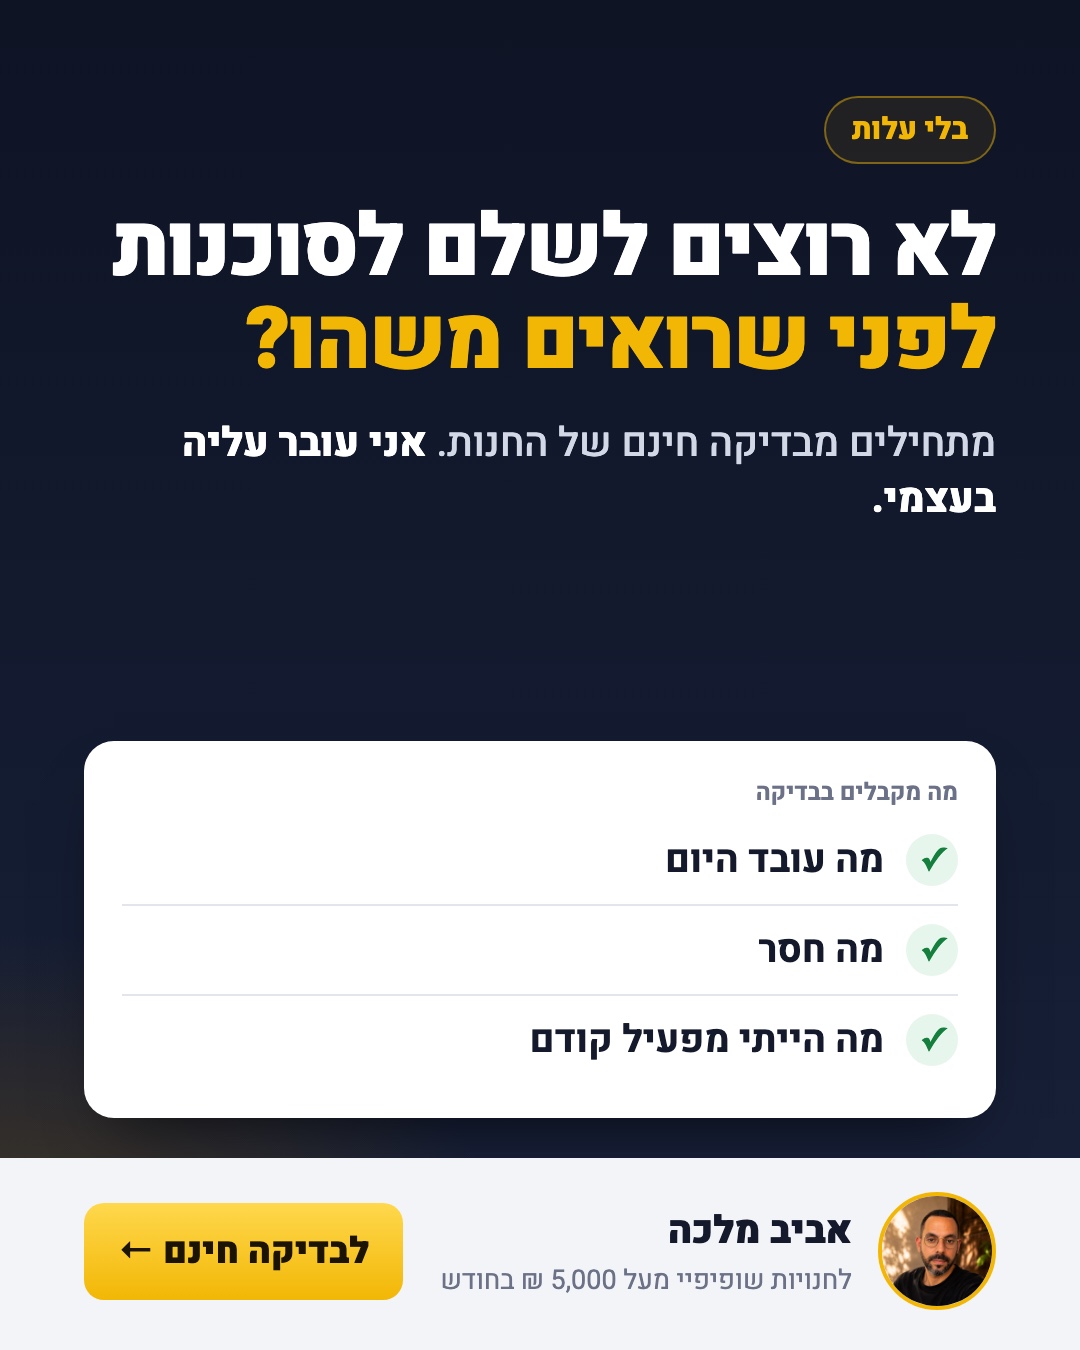 בלי עלות
לא רוצים לשלם לסוכנות
לפני שרואים משהו?
מתחילים מבדיקה חינם של החנות. אני עובר עליה
בעצמי.
מה מקבלים בבדיקה
מה עובד היום
מה חסר
מה הייתי מפעיל קודם
אביב מלכה
לחנויות שופיפיי מעל 5,000 ₪ בחודש
לבדיקה חינם ←